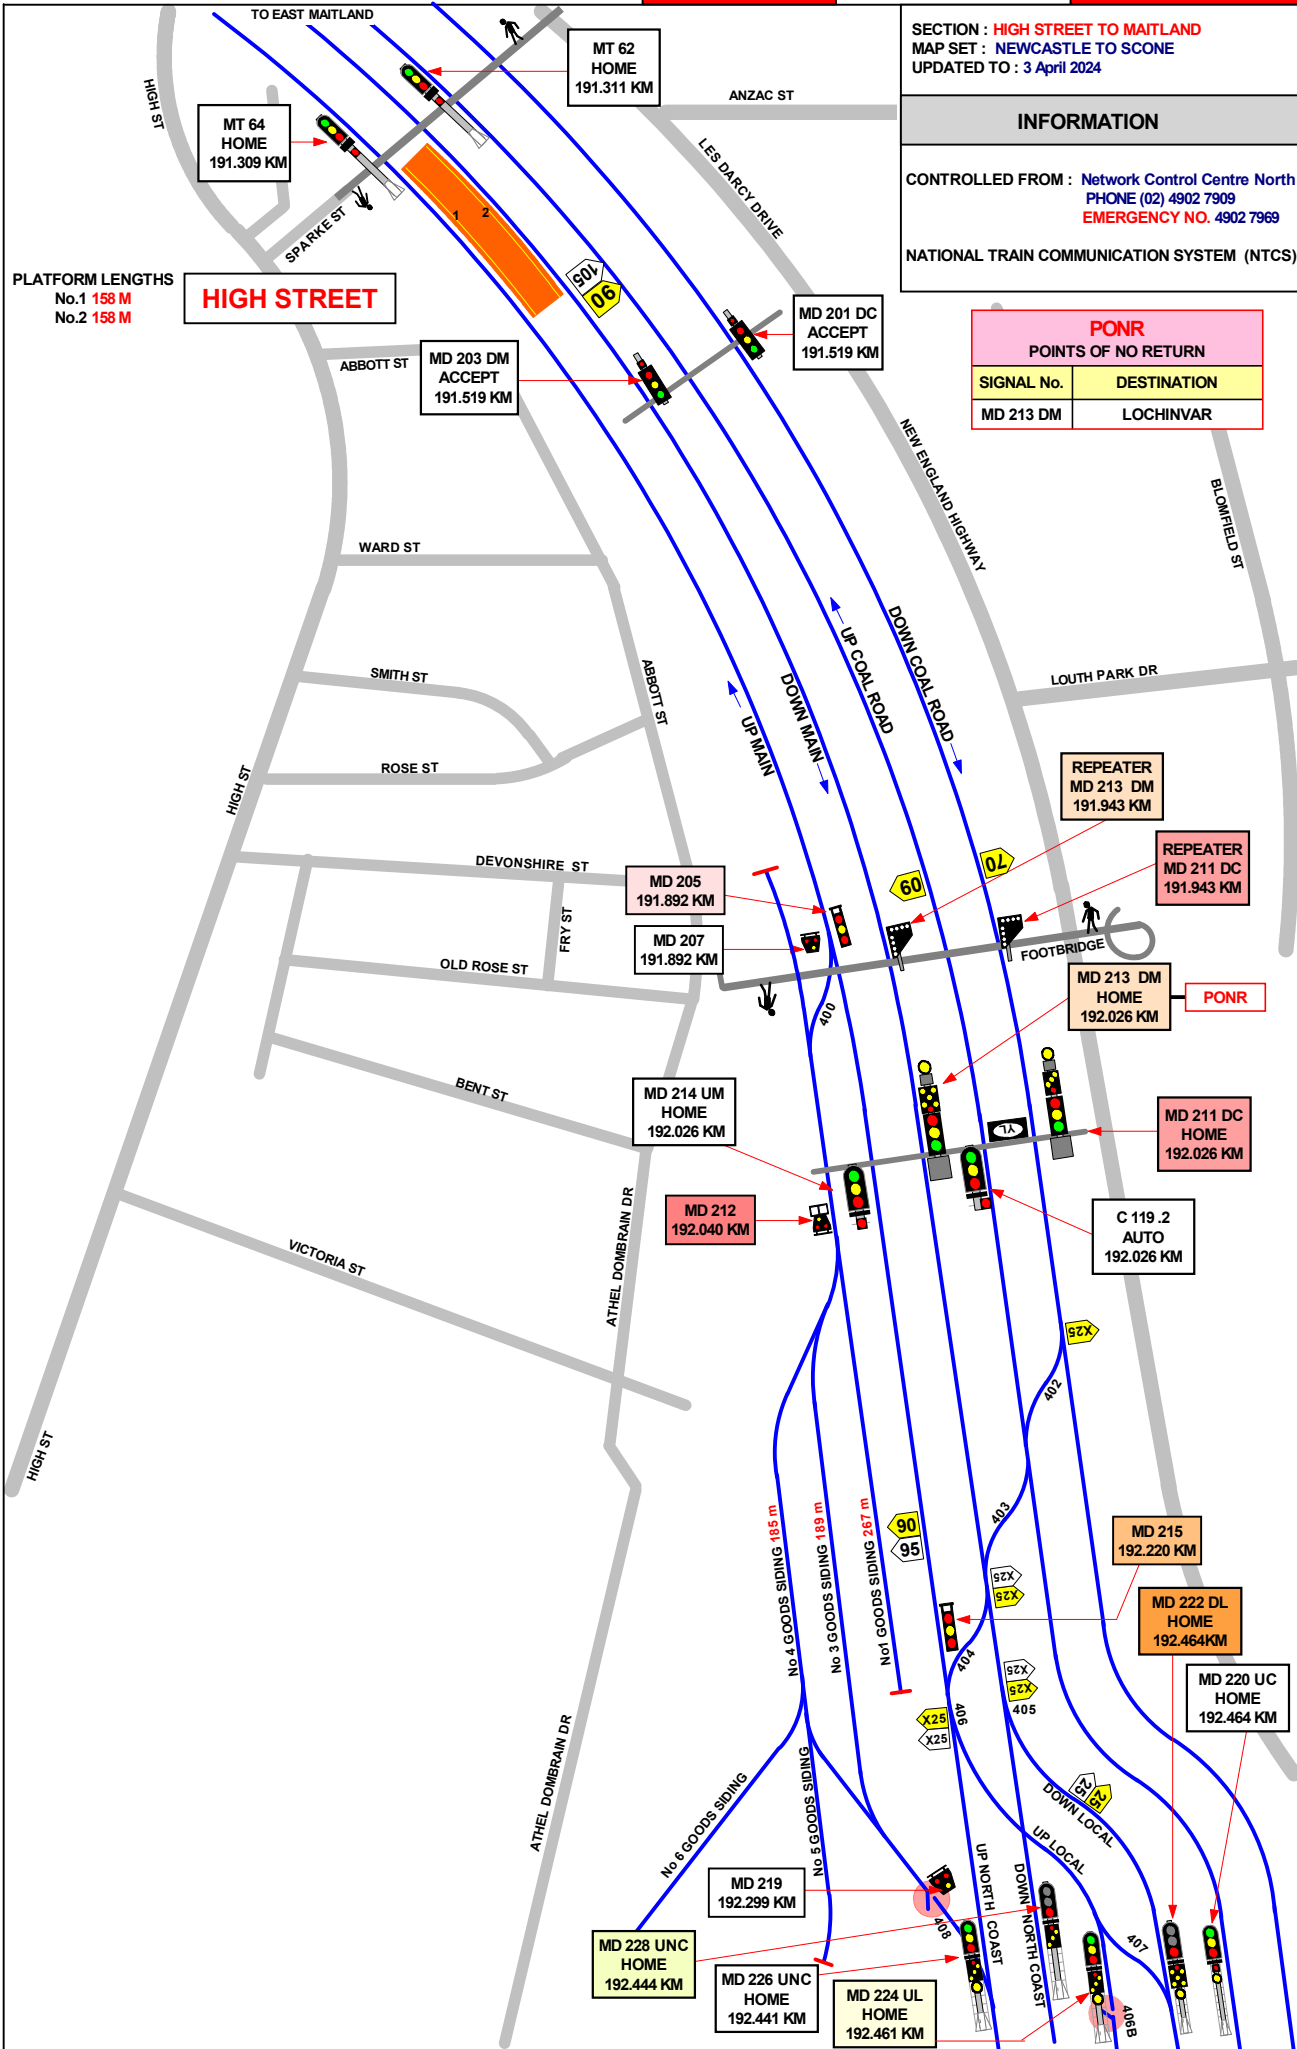 TO EAST MAITLAND
SECTION : HIGH STREET TO MAITLAND
MAP SET : NEWCASTLE TO SCONE
UPDATED TO : 3 April 2024
INFORMATION
CONTROLLED FROM : Network Control Centre North
PHONE (02) 4902 7909
EMERGENCY NO. 4902 7969
NATIONAL TRAIN COMMUNICATION SYSTEM (NTCS)
MT 62
HOME
191.311 KM
ANZAC ST
HIGH ST
MT 64
HOME
191.309 KM
LES DARCY DRIVE
SPARKE ST
1 2
PLATFORM LENGTHS
No.1 158 M
No.2 158 M
HIGH STREET
105
90
MD 201 DC
ACCEPT
191.519 KM
PONR
POINTS OF NO RETURN
SIGNAL No. DESTINATION
MD 213 DM LOCHINVAR
ABBOTT ST
MD 203 DM
ACCEPT
191.519 KM
NEW ENGLAND HIGHWAY
BLOMFIELD ST
WARD ST
SMITH ST
ABBOTT ST
UP MAIN
DOWN MAIN
UP COAL ROAD
DOWN COAL ROAD
LOUTH PARK DR
ROSE ST
HIGH ST
REPEATER
MD 213 DM
191.943 KM
REPEATER
MD 211 DC
191.943 KM
DEVONSHIRE ST
70
60
MD 205
191.892 KM
FRY ST
MD 207
191.892 KM
FOOTBRIDGE
OLD ROSE ST
MD 213 DM
HOME
192.026 KM
PONR
400
BENT ST
MD 214 UM
HOME
192.026 KM
YL
MD 211 DC
HOME
192.026 KM
MD 212
192.040 KM
C 119 .2
AUTO
192.026 KM
ATHEL DOMBRAIN DR
VICTORIA ST
X25
402
HIGH ST
No 4 GOODS SIDING 185 m
No 3 GOODS SIDING 189 m
No1 GOODS SIDING 267 m
90
95
403
MD 215
192.220 KM
X25
X25
MD 222 DL
HOME
192.464KM
404
X25
X25
405
MD 220 UC
HOME
192.464 KM
406
X25
X25
ATHEL DOMBRAIN DR
No 6 GOODS SIDING
No 5 GOODS SIDING
25
25
DOWN LOCAL
UP LOCAL
MD 219
192.299 KM
UP NORTH COAST
DOWN NORTH COAST
408
407
MD 228 UNC
HOME
192.444 KM
MD 226 UNC
HOME
192.441 KM
MD 224 UL
HOME
192.461 KM
406B